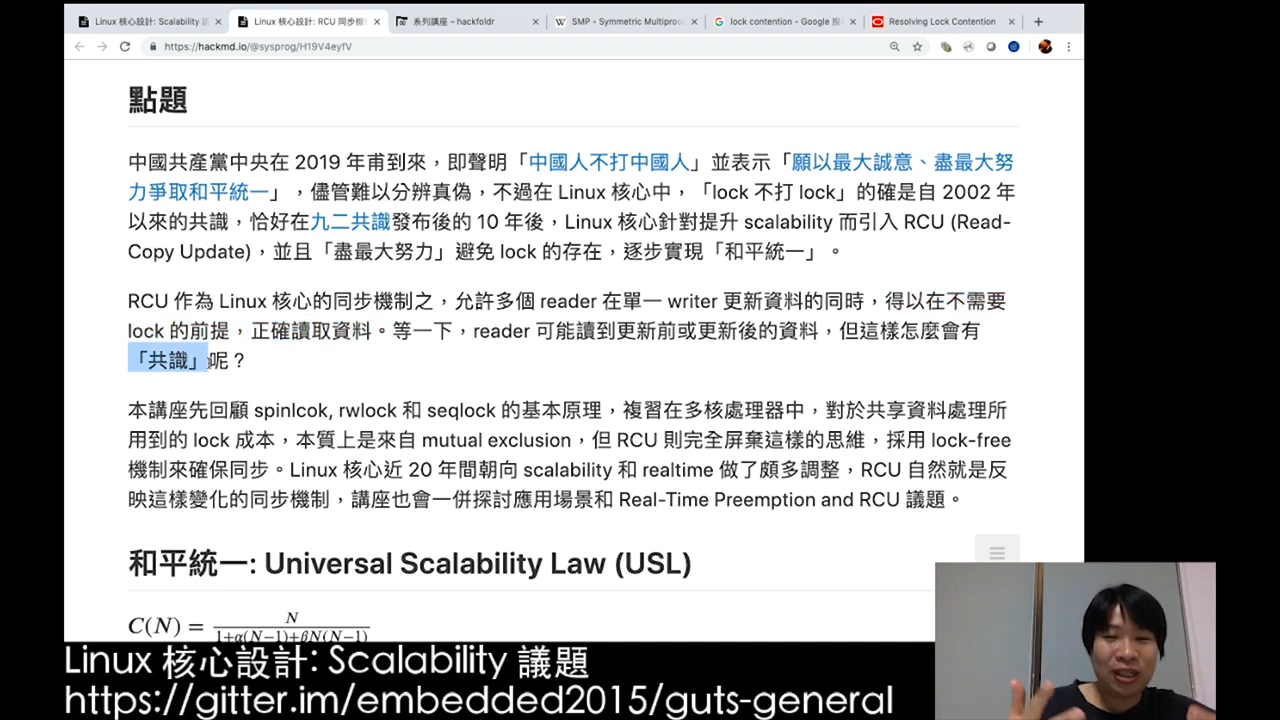 Linux 核心設計: Scalability 議
Linux 核心設計: RCU 同步機制
系列講座 – hackfoldr
SMP - Symmetric Multiproc
lock contention - Google 搜
Resolving Lock Contention
https://hackmd.io/@sysprog/H19V4eyfV
點題
中國共產黨中央在 2019 年甫到來，即聲明「中國人不打中國人」並表示「願以最大誠意、盡最大努
力爭取和平統一」，儘管難以分辨真偽，不過在 Linux 核心中，「lock 不打 lock」的確是自 2002 年
以來的共識，恰好在九二共識發布後的 10 年後，Linux 核心針對提升 scalability 而引入 RCU (Read-
Copy Update)，並且「盡最大努力」避免 lock 的存在，逐步實現「和平統一」。
RCU 作為 Linux 核心的同步機制之，允許多個 reader 在單一 writer 更新資料的同時，得以在不需要
lock 的前提，正確讀取資料。等一下，reader 可能讀到更新前或更新後的資料，但這樣怎麼會有
「共識」呢？
本講座先回顧 spinlcok, rwlock 和 seqlock 的基本原理，複習在多核處理器中，對於共享資料處理所
用到的 lock 成本，本質上是來自 mutual exclusion，但 RCU 則完全屏棄這樣的思維，採用 lock-free
機制來確保同步。Linux 核心近 20 年間朝向 scalability 和 realtime 做了頗多調整，RCU 自然就是反
映這樣變化的同步機制，講座也會一併探討應用場景和 Real-Time Preemption and RCU 議題。
和平統一: Universal Scalability Law (USL)
C(N) = N / 1+α(N−1)+βN(N−1)
Linux 核心設計: Scalability 議題
https://gitter.im/embedded2015/guts-general